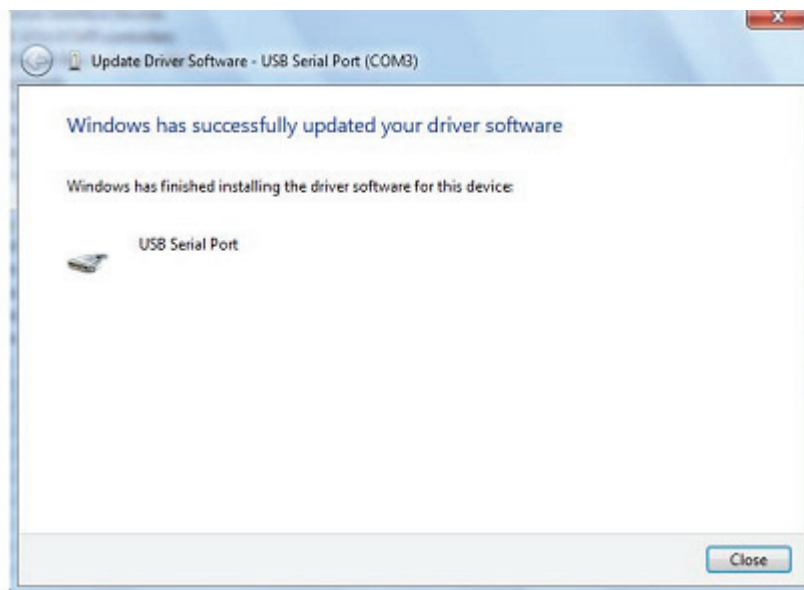 Update Driver Software - USB Serial Port (COM3)
Windows has successfully updated your driver software
Windows has finished installing the driver software for this device:
USB Serial Port
Close